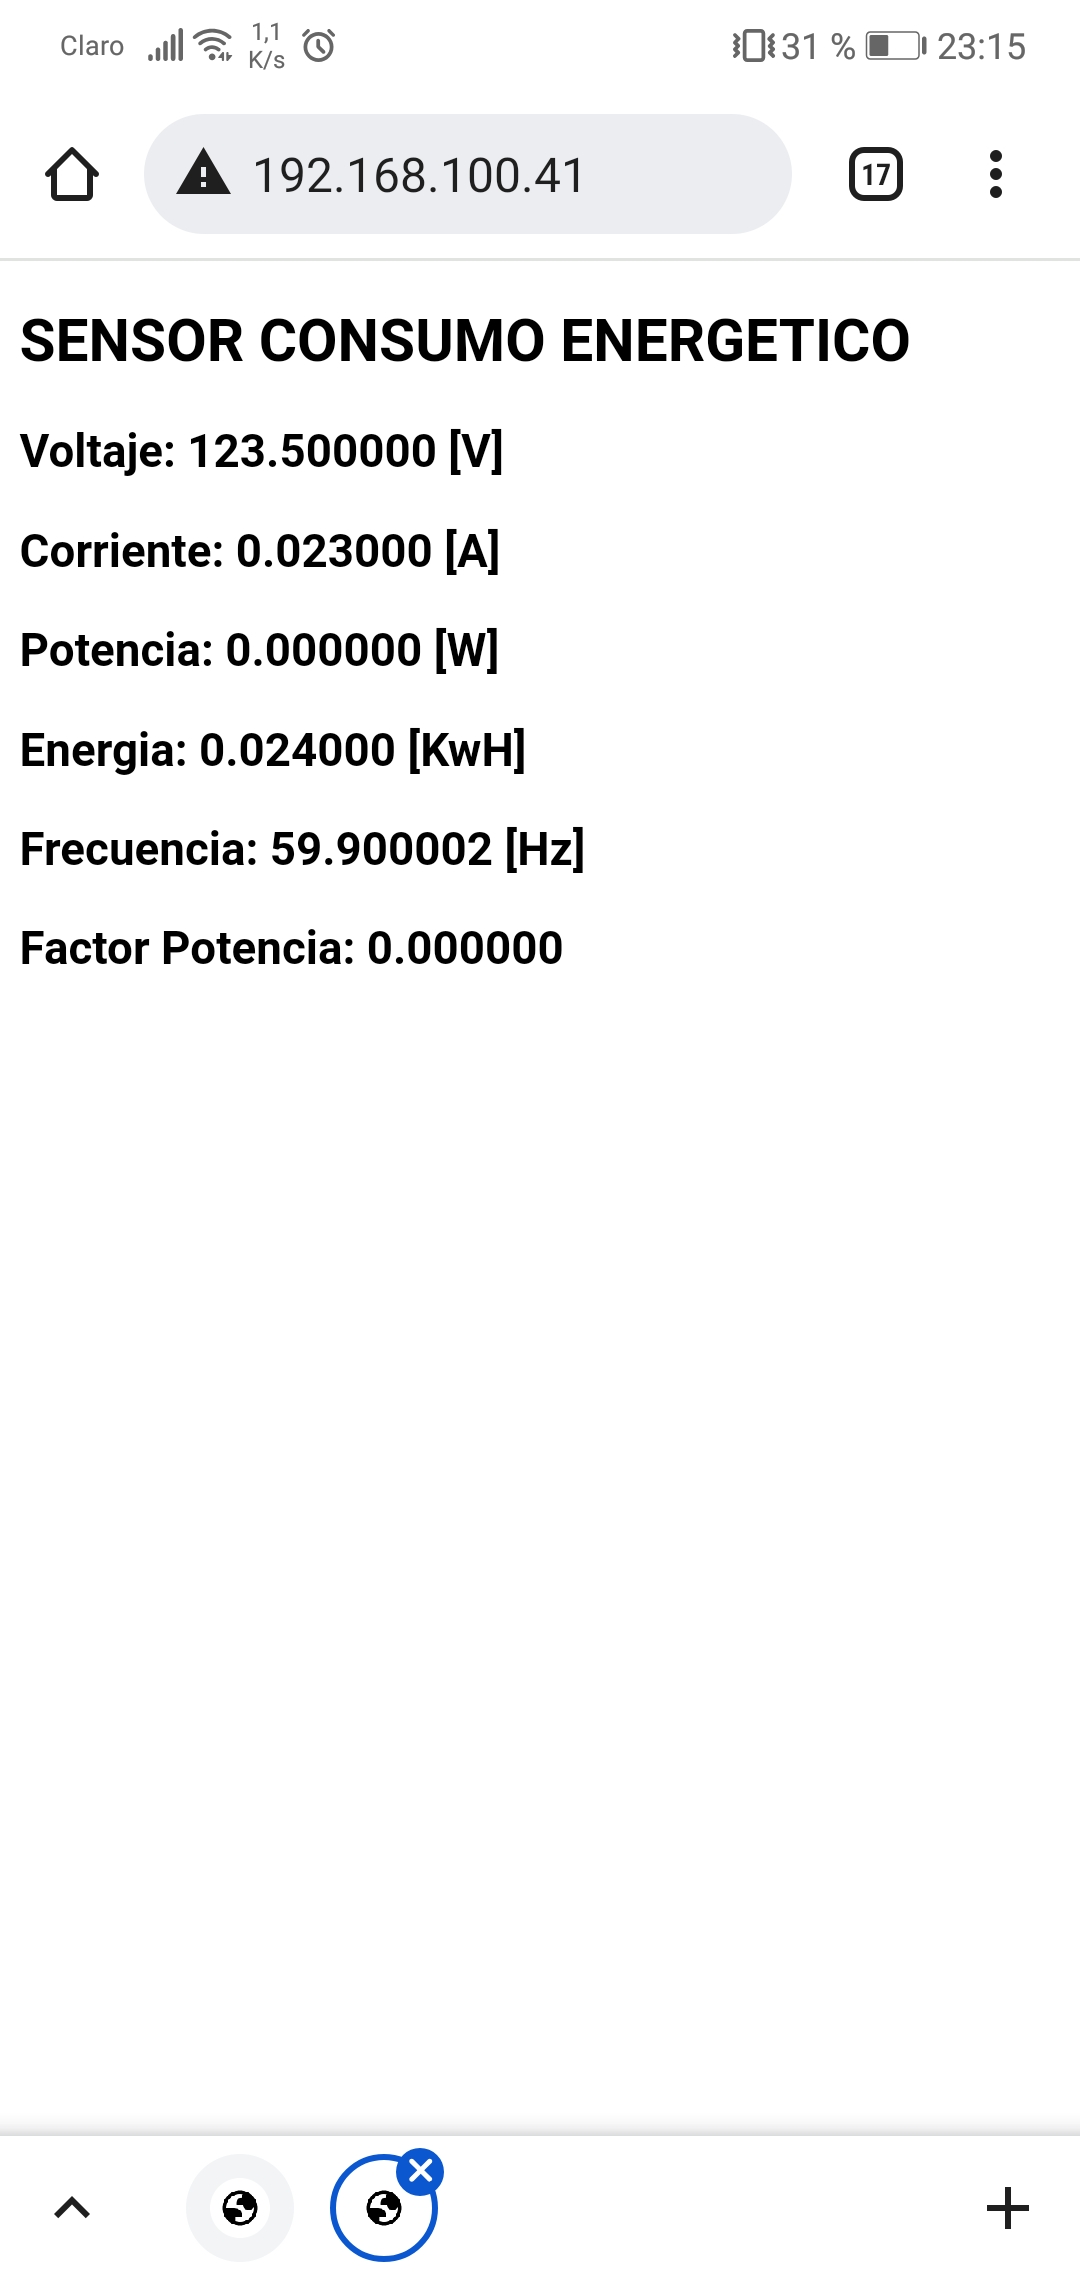 Claro 1,1 K/s 31 % 23:15
192.168.100.41 17
SENSOR CONSUMO ENERGETICO
Voltaje: 123.500000 [V]
Corriente: 0.023000 [A]
Potencia: 0.000000 [W]
Energia: 0.024000 [KwH]
Frecuencia: 59.900002 [Hz]
Factor Potencia: 0.000000